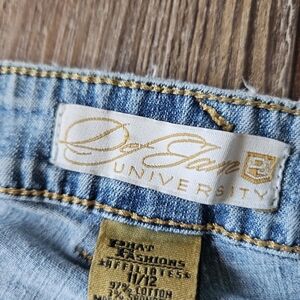 Def Jam
UNIVERSITY
PHAT
FASHIONS
AFFILIATES
11/12
97% COTTON